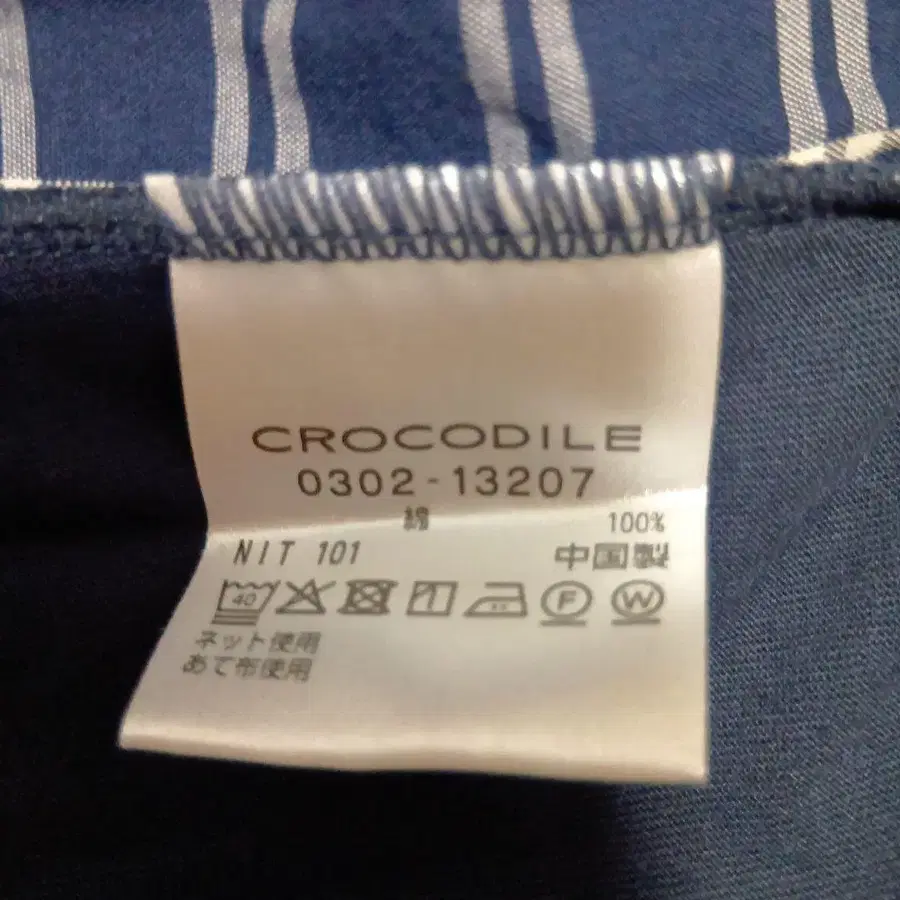 CROCODILE
0302-13207
綿 100%
NIT 101 中国製
40 F W
ネット使用
あて布使用